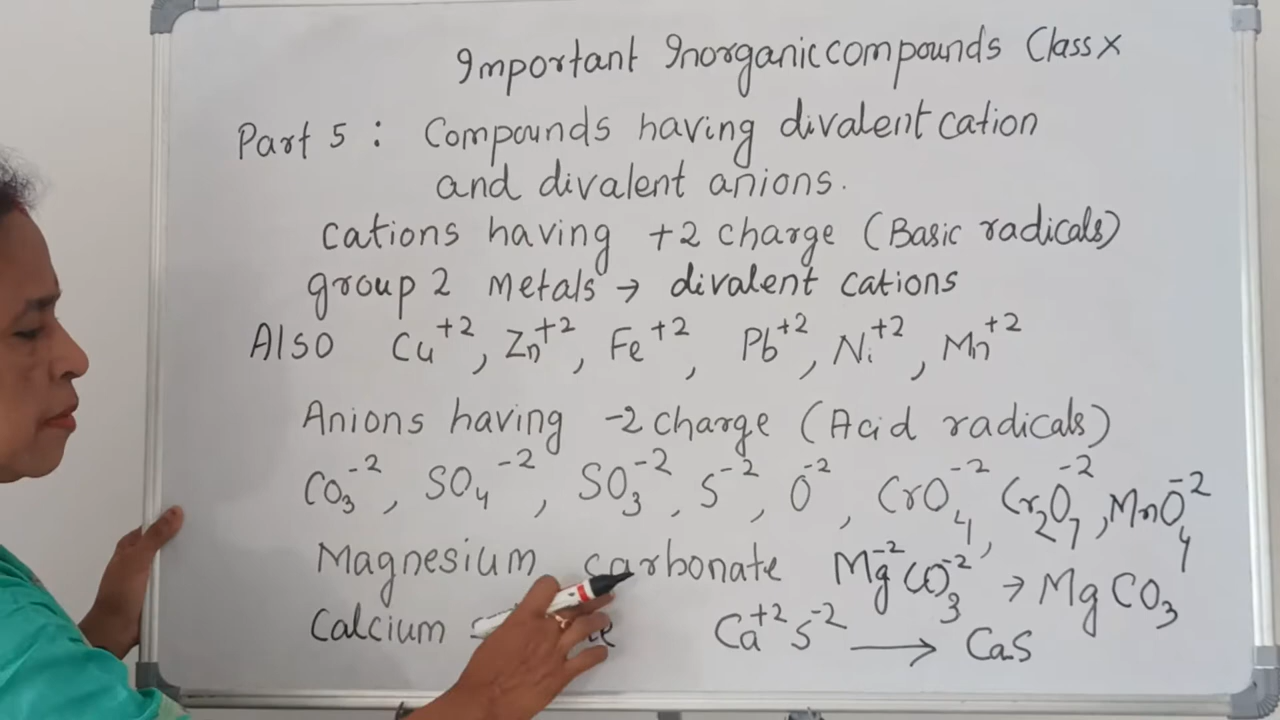 Important Inorganic compounds Class X
Part 5 : Compounds having divalent cation
and divalent anions.
Cations having +2 charge (Basic radicals)
group 2 Metals → divalent cations
Also Cu⁺², Zn⁺², Fe⁺², Pb⁺², Ni⁺², Mn⁺²
Anions having -2 charge (Acid radicals)
CO₃⁻², SO₄⁻², SO₃⁻², S⁻², O⁻², CrO₄⁻², Cr₂O₇⁻², MnO₄⁻²
Magnesium carbonate Mg⁻²CO₃⁻² → MgCO₃
Calcium Ca⁺²S⁻² → CaS